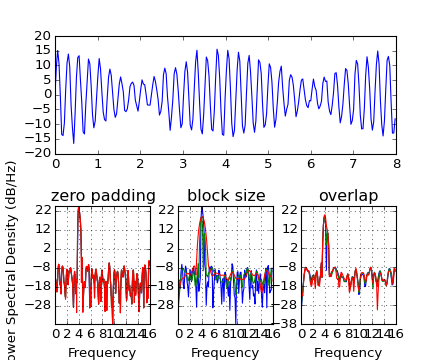 20
15
10
5
0
−5
−10
−15
−20
0 1 2 3 4 5 6 7 8
zero padding block size overlap
22 22 22
12 12 12
2 2 2
−8 −8 −8
−18 −18 −18
−28 −28 −28
−38
0 2 4 6 8 10 12 14 16 0 2 4 6 8 10 12 14 16 0 2 4 6 8 10 12 14 16
Frequency Frequency Frequency
ower Spectral Density (dB/Hz)